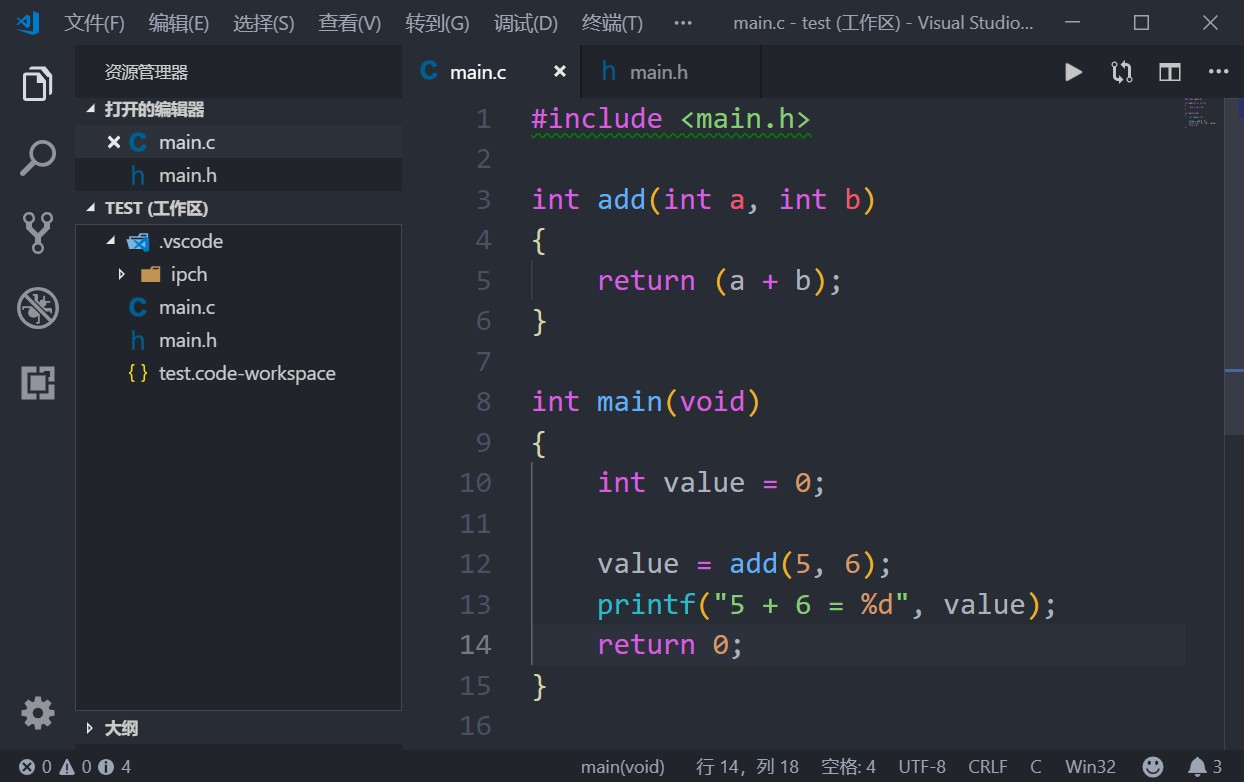 文件(F) 编辑(E) 选择(S) 查看(V) 转到(G) 调试(D) 终端(T) ··· main.c - test (工作区) - Visual Studio...
资源管理器
打开的编辑器
C main.c
h main.h
TEST (工作区)
.vscode
ipch
C main.c
h main.h
{} test.code-workspace
大纲
C main.c h main.h
1 #include <main.h>
2
3 int add(int a, int b)
4 {
5 return (a + b);
6 }
7
8 int main(void)
9 {
10 int value = 0;
11
12 value = add(5, 6);
13 printf("5 + 6 = %d", value);
14 return 0;
15 }
16
0 0 4 main(void) 行 14，列 18 空格: 4 UTF-8 CRLF C Win32 3